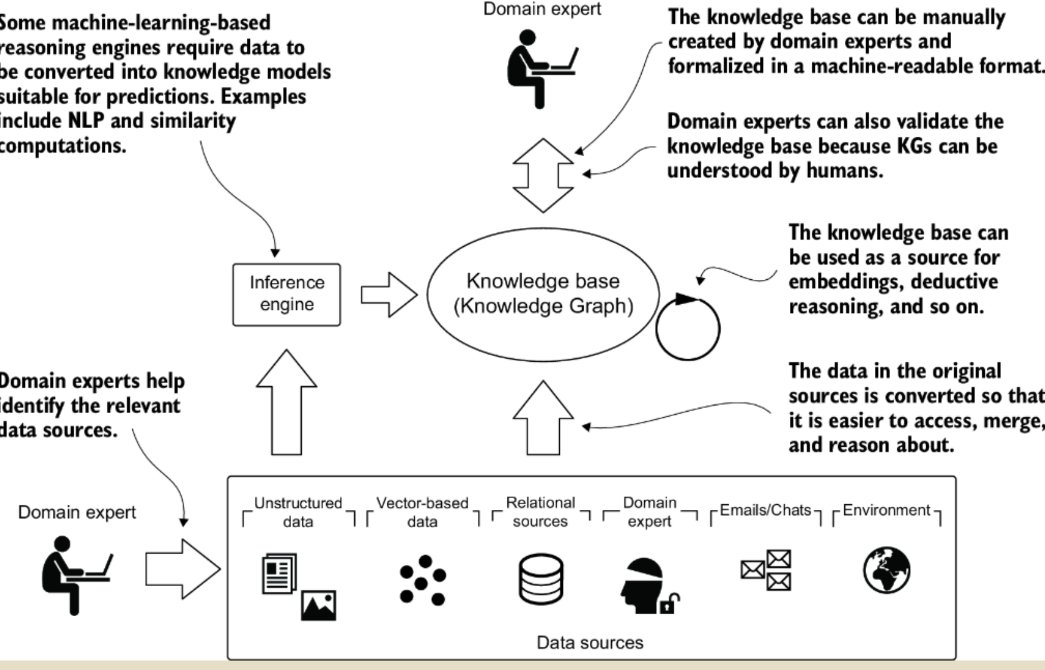 Some machine-learning-based
reasoning engines require data to
be converted into knowledge models
suitable for predictions. Examples
include NLP and similarity
computations.
Domain expert
The knowledge base can be manually
created by domain experts and
formalized in a machine-readable format.
Domain experts can also validate the
knowledge base because KGs can be
understood by humans.
The knowledge base can
be used as a source for
embeddings, deductive
reasoning, and so on.
Inference
engine
Knowledge base
(Knowledge Graph)
Domain experts help
identify the relevant
data sources.
The data in the original
sources is converted so that
it is easier to access, merge,
and reason about.
Domain expert
Unstructured
data
Vector-based
data
Relational
sources
Domain
expert
Emails/Chats
Environment
Data sources